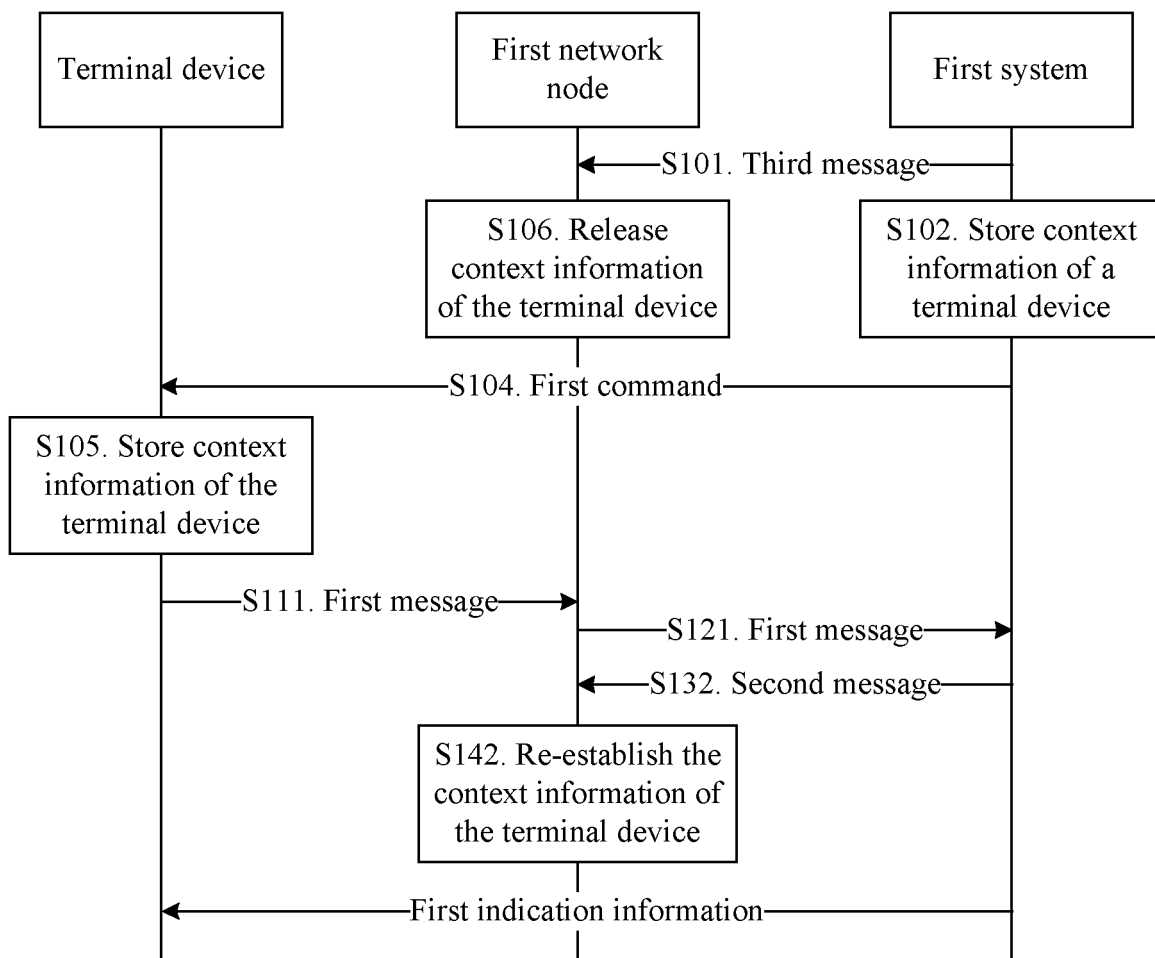 Terminal device
First network
node
First system
S101. Third message
S106. Release
context information
of the terminal device
S102. Store context
information of a
terminal device
S104. First command
S105. Store context
information of the
terminal device
S111. First message
S121. First message
S132. Second message
S142. Re-establish the
context information of
the terminal device
First indication information